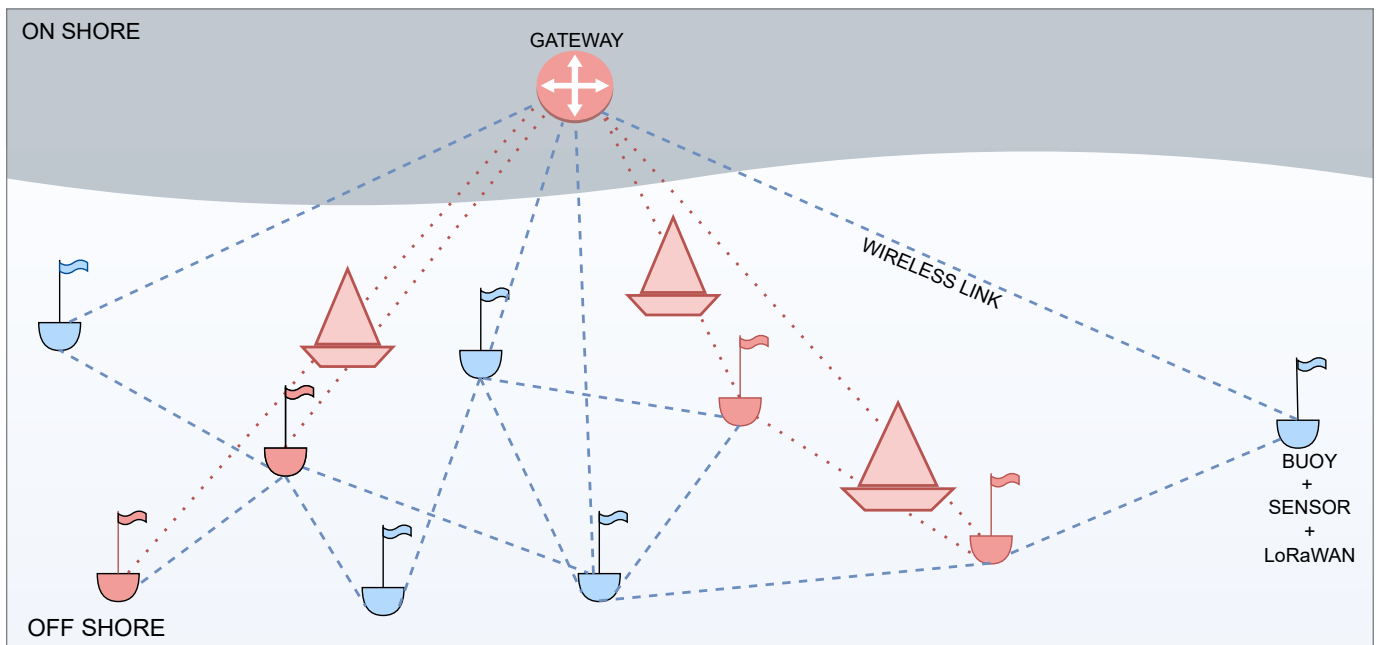 ON SHORE
GATEWAY
WIRELESS LINK
BUOY
+
SENSOR
+
LoRaWAN
OFF SHORE